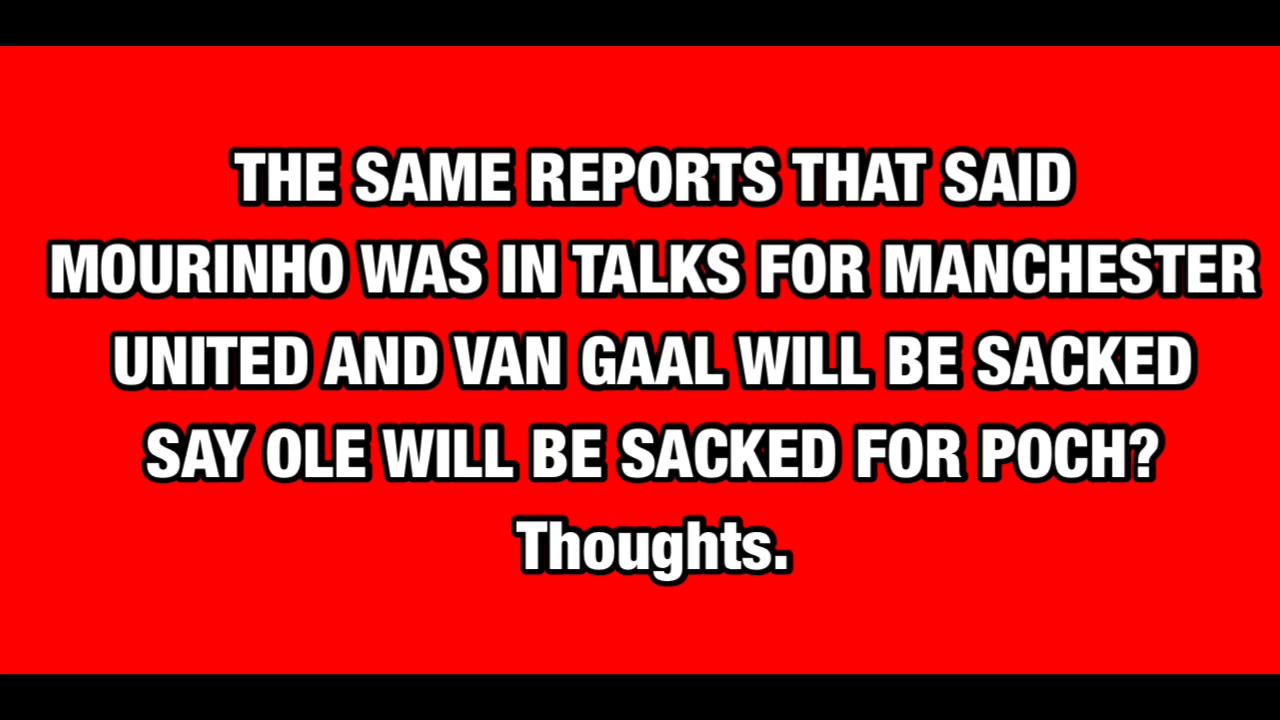 THE SAME REPORTS THAT SAID
MOURINHO WAS IN TALKS FOR MANCHESTER
UNITED AND VAN GAAL WILL BE SACKED
SAY OLE WILL BE SACKED FOR POCH?
Thoughts.